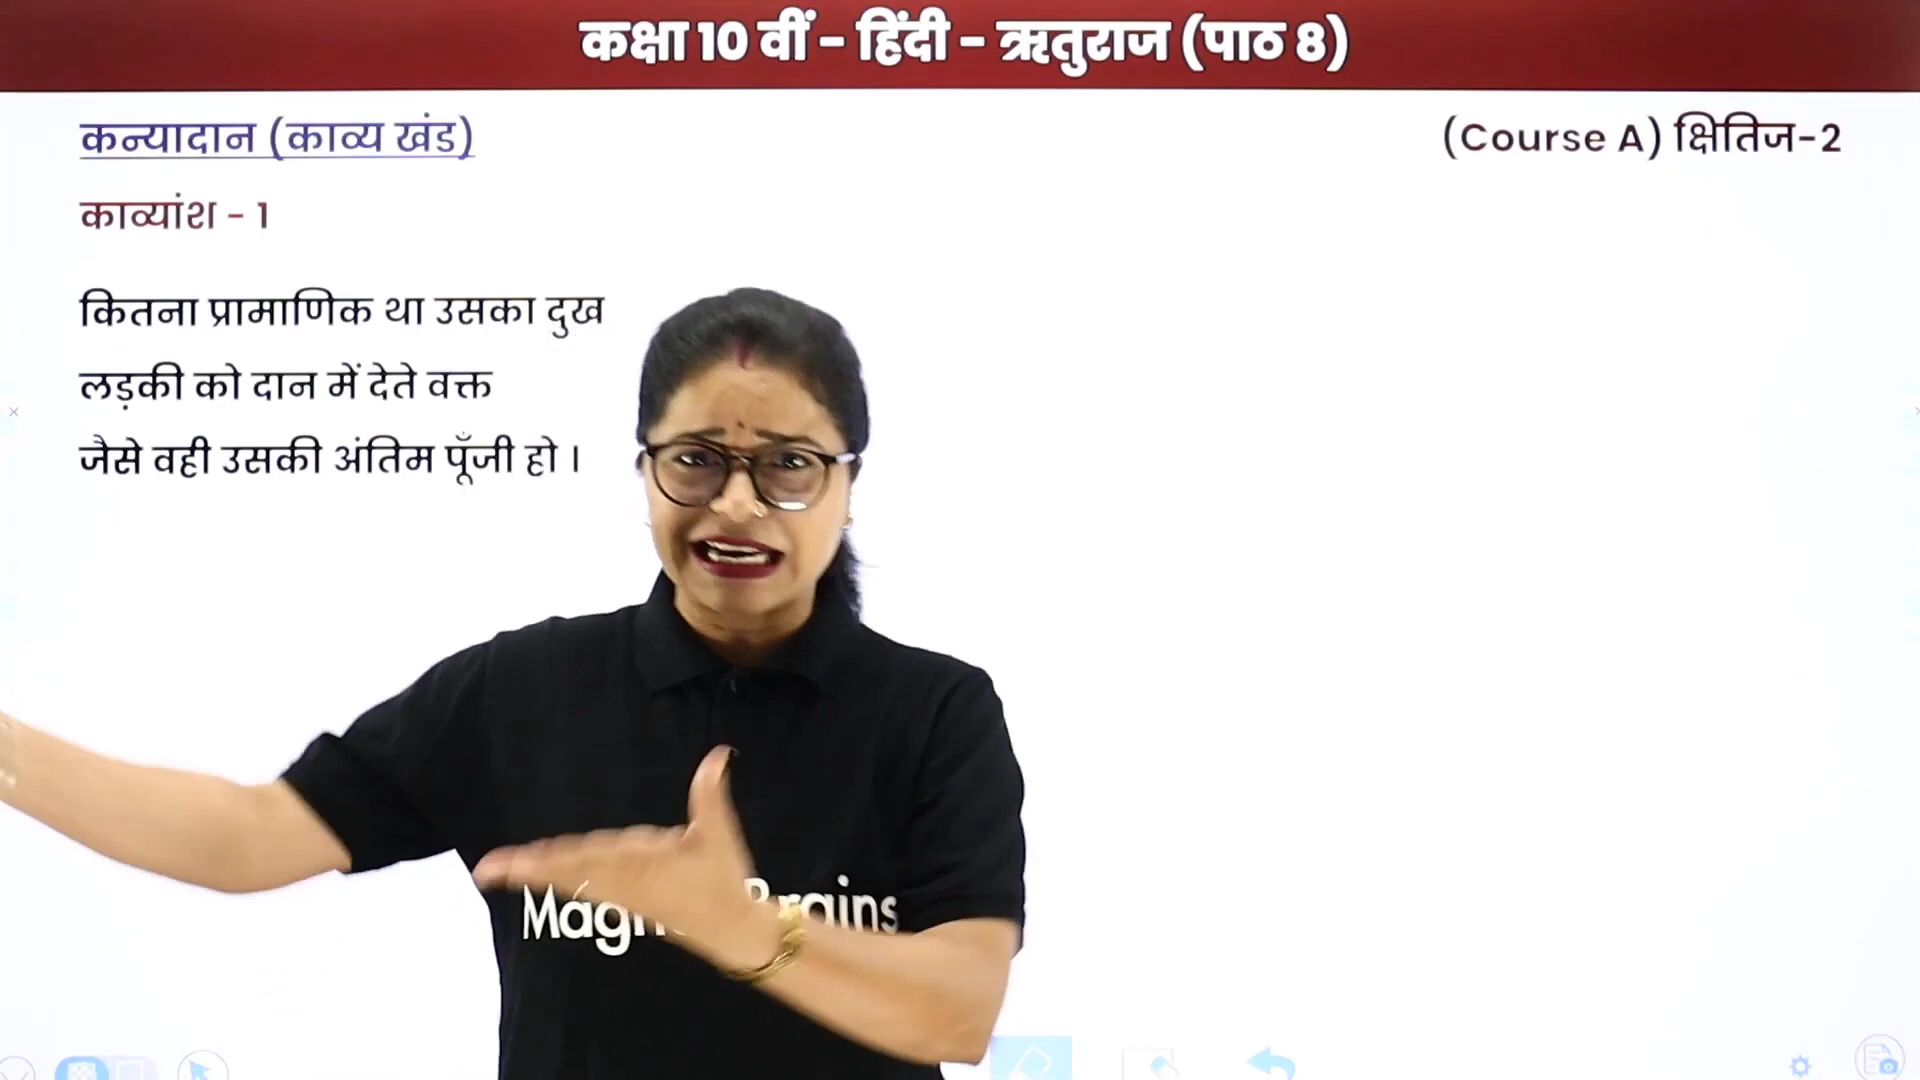 कक्षा 10 वीं - हिंदी - ऋतुराज (पाठ 8)
कन्यादान (काव्य खंड)
(Course A) क्षितिज-2
काव्यांश - 1
कितना प्रामाणिक था उसका दुख
लड़की को दान में देते वक्त
जैसे वही उसकी अंतिम पूँजी हो ।